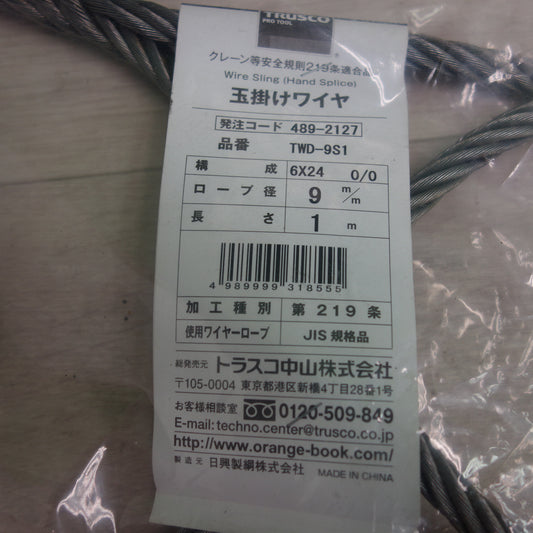 TRUSCO
PRO TOOL
クレーン等安全規則219条適合品
Wire Sling (Hand Splice)
玉掛けワイヤ
発注コード 489-2127
品番 TWD-9S1
構成 6X24 O/O
ロープ径 9 m/m
長さ 1 m
4 989999 318555
加工種別 第219条
使用ワイヤーロープ JIS規格品
総発売元 トラスコ中山株式会社
〒105-0004 東京都港区新橋4丁目28番1号
お客様相談室 0120-509-849
E-mail: techno.center@trusco.co.jp
http://www.orange-book.com/
製造元 日興製綱株式会社 MADE IN CHINA